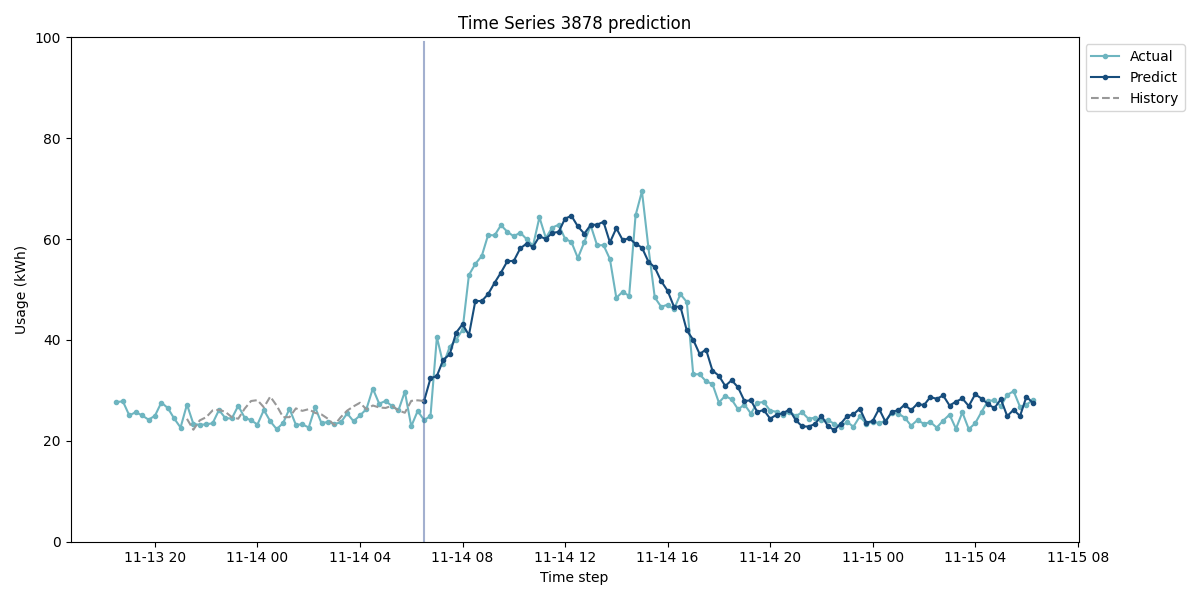 Time Series 3878 prediction
100
80
60
40
20
0
Usage (kWh)
11-13 20
11-14 00
11-14 04
11-14 08
11-14 12
11-14 16
11-14 20
11-15 00
11-15 04
11-15 08
Time step
Actual
Predict
History